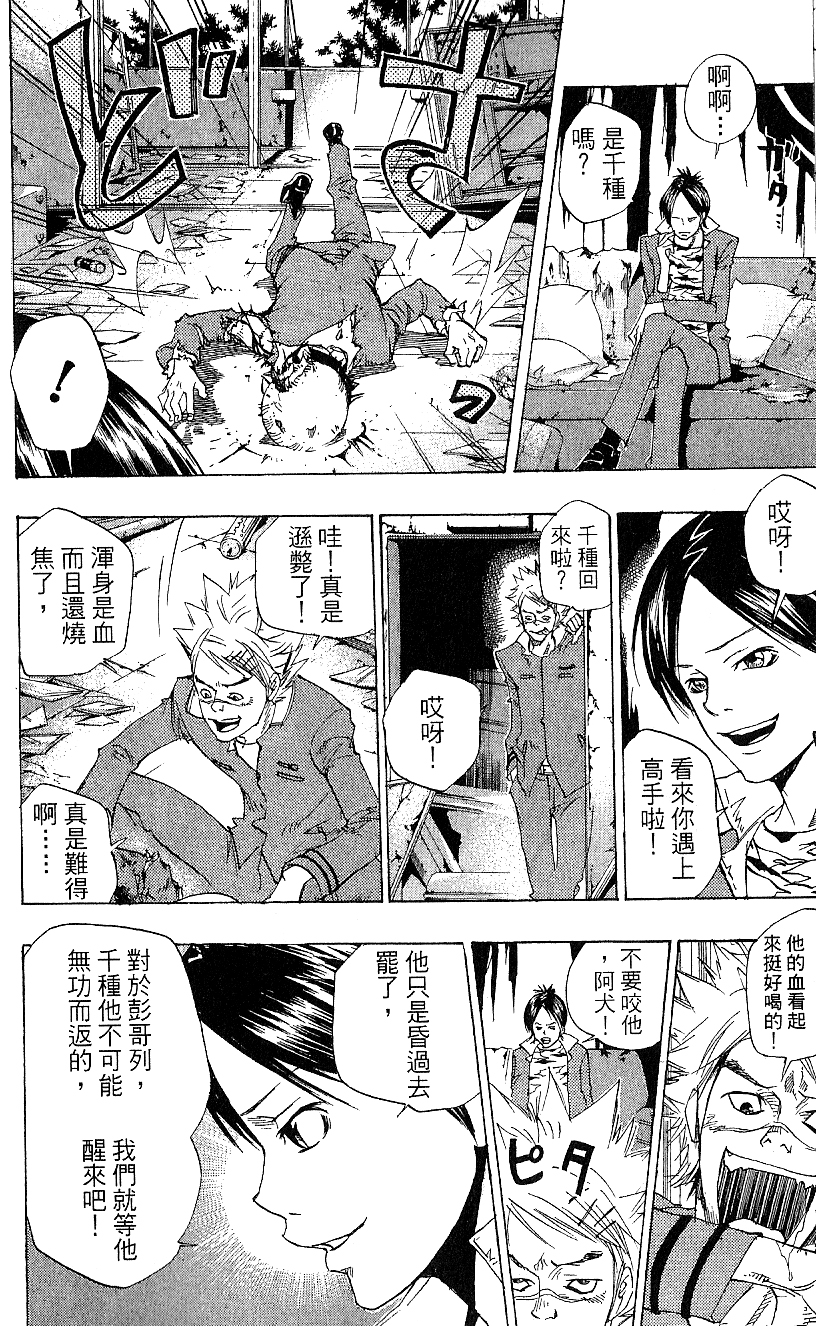 啊啊…
ガタ
是千種
嗎？
ドサ
！
哎呀！
看來你遇上
高手啦！
千種回
來啦？
哎呀！
哇！真是
遜斃了！
渾身是血
而且還燒
焦了，
真是難得
啊……
他的血看起
來挺好喝的！
不要咬他
，阿犬！
ピタ
他只是昏過去
罷了，
對於彭哥列，
千種他不可能
無功而返的，
我們就等他
醒來吧！